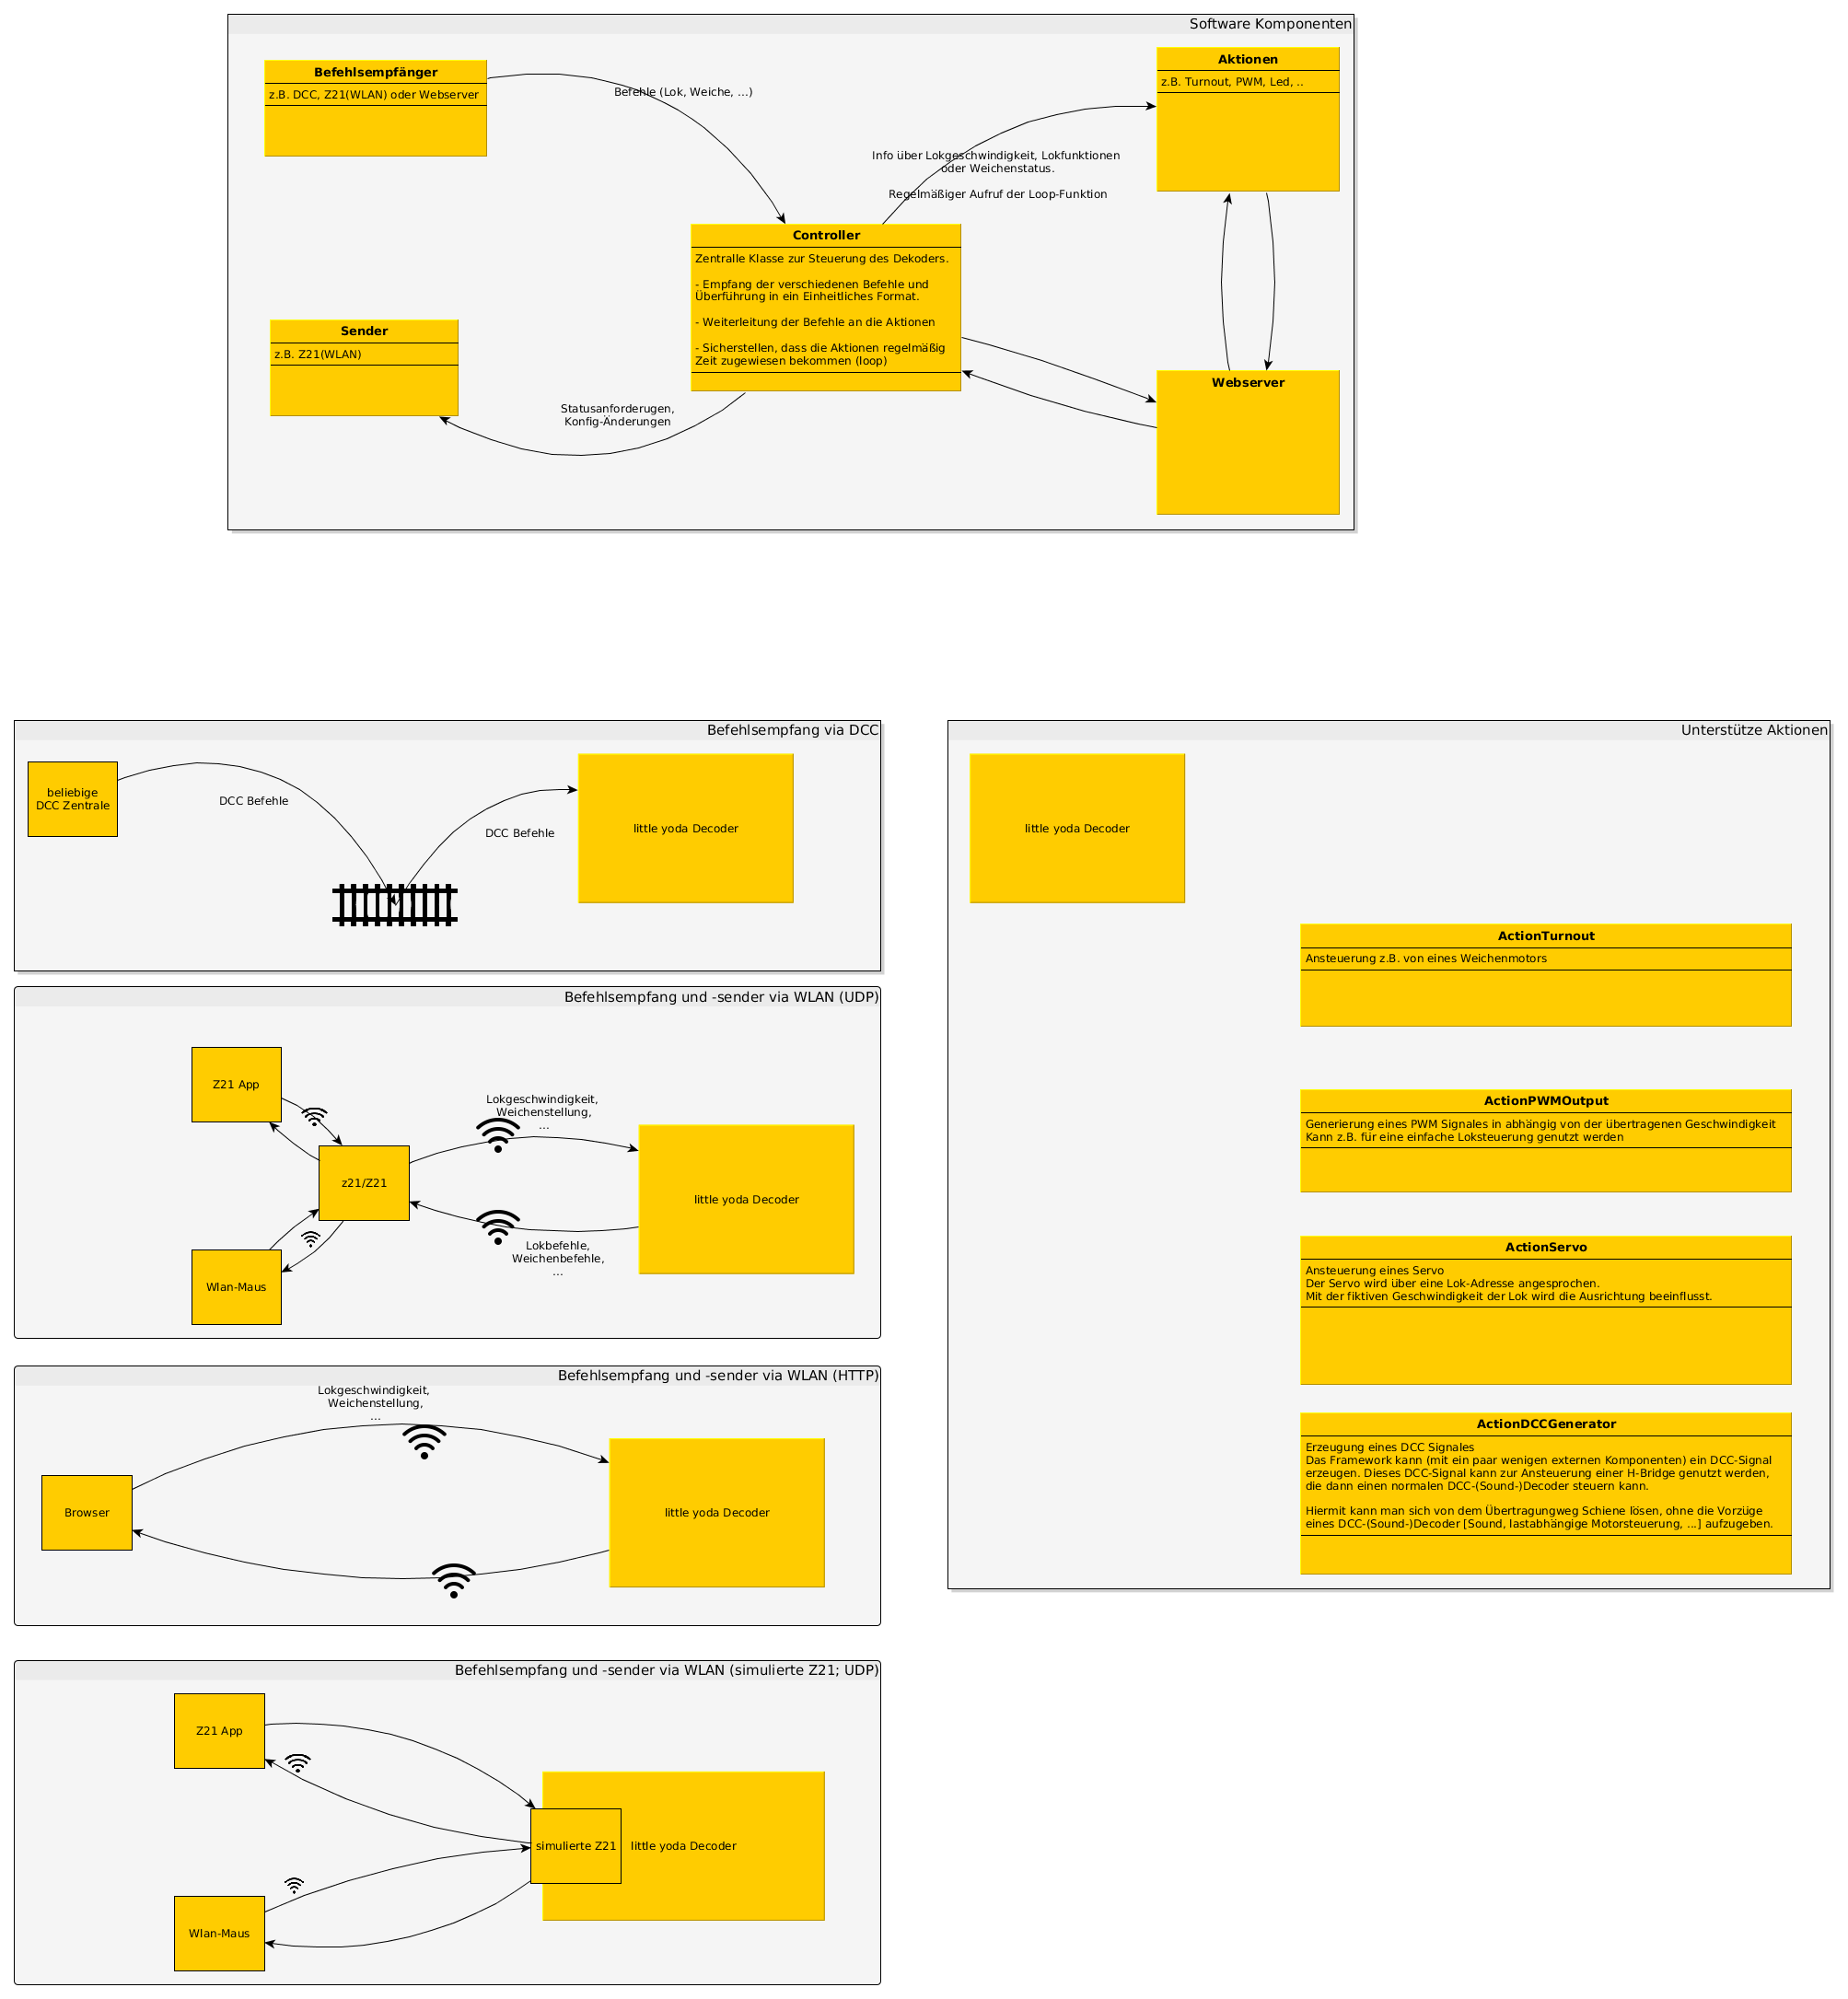 Software Komponenten
Befehlsempfänger
z.B. DCC, Z21(WLAN) oder Webserver
Befehle (Lok, Weiche, ...)
Aktionen
z.B. Turnout, PWM, Led, ..
Info über Lokgeschwindigkeit, Lokfunktionen
oder Weichenstatus.
Regelmäßiger Aufruf der Loop-Funktion
Controller
Zentralle Klasse zur Steuerung des Dekoders.
- Empfang der verschiedenen Befehle und
Überführung in ein Einheitliches Format.
- Weiterleitung der Befehle an die Aktionen
- Sicherstellen, dass die Aktionen regelmäßig
Zeit zugewiesen bekommen (loop)
Sender
z.B. Z21(WLAN)
Statusanforderugen,
Konfig-Änderungen
Webserver
Befehlsempfang via DCC
beliebige
DCC Zentrale
DCC Befehle
DCC Befehle
little yoda Decoder
Befehlsempfang und -sender via WLAN (UDP)
Z21 App
z21/Z21
Wlan-Maus
Lokgeschwindigkeit,
Weichenstellung,
...
little yoda Decoder
Lokbefehle,
Weichenbefehle,
...
Befehlsempfang und -sender via WLAN (HTTP)
Lokgeschwindigkeit,
Weichenstellung,
...
Browser
little yoda Decoder
Befehlsempfang und -sender via WLAN (simulierte Z21; UDP)
Z21 App
simulierte Z21
little yoda Decoder
Wlan-Maus
Unterstütze Aktionen
little yoda Decoder
ActionTurnout
Ansteuerung z.B. von eines Weichenmotors
ActionPWMOutput
Generierung eines PWM Signales in abhängig von der übertragenen Geschwindigkeit
Kann z.B. für eine einfache Loksteuerung genutzt werden
ActionServo
Ansteuerung eines Servo
Der Servo wird über eine Lok-Adresse angesprochen.
Mit der fiktiven Geschwindigkeit der Lok wird die Ausrichtung beeinflusst.
ActionDCCGenerator
Erzeugung eines DCC Signales
Das Framework kann (mit ein paar wenigen externen Komponenten) ein DCC-Signal
erzeugen. Dieses DCC-Signal kann zur Ansteuerung einer H-Bridge genutzt werden,
die dann einen normalen DCC-(Sound-)Decoder steuern kann.
Hiermit kann man sich von dem Übertragungweg Schiene lösen, ohne die Vorzüge
eines DCC-(Sound-)Decoder [Sound, lastabhängige Motorsteuerung, ...] aufzugeben.